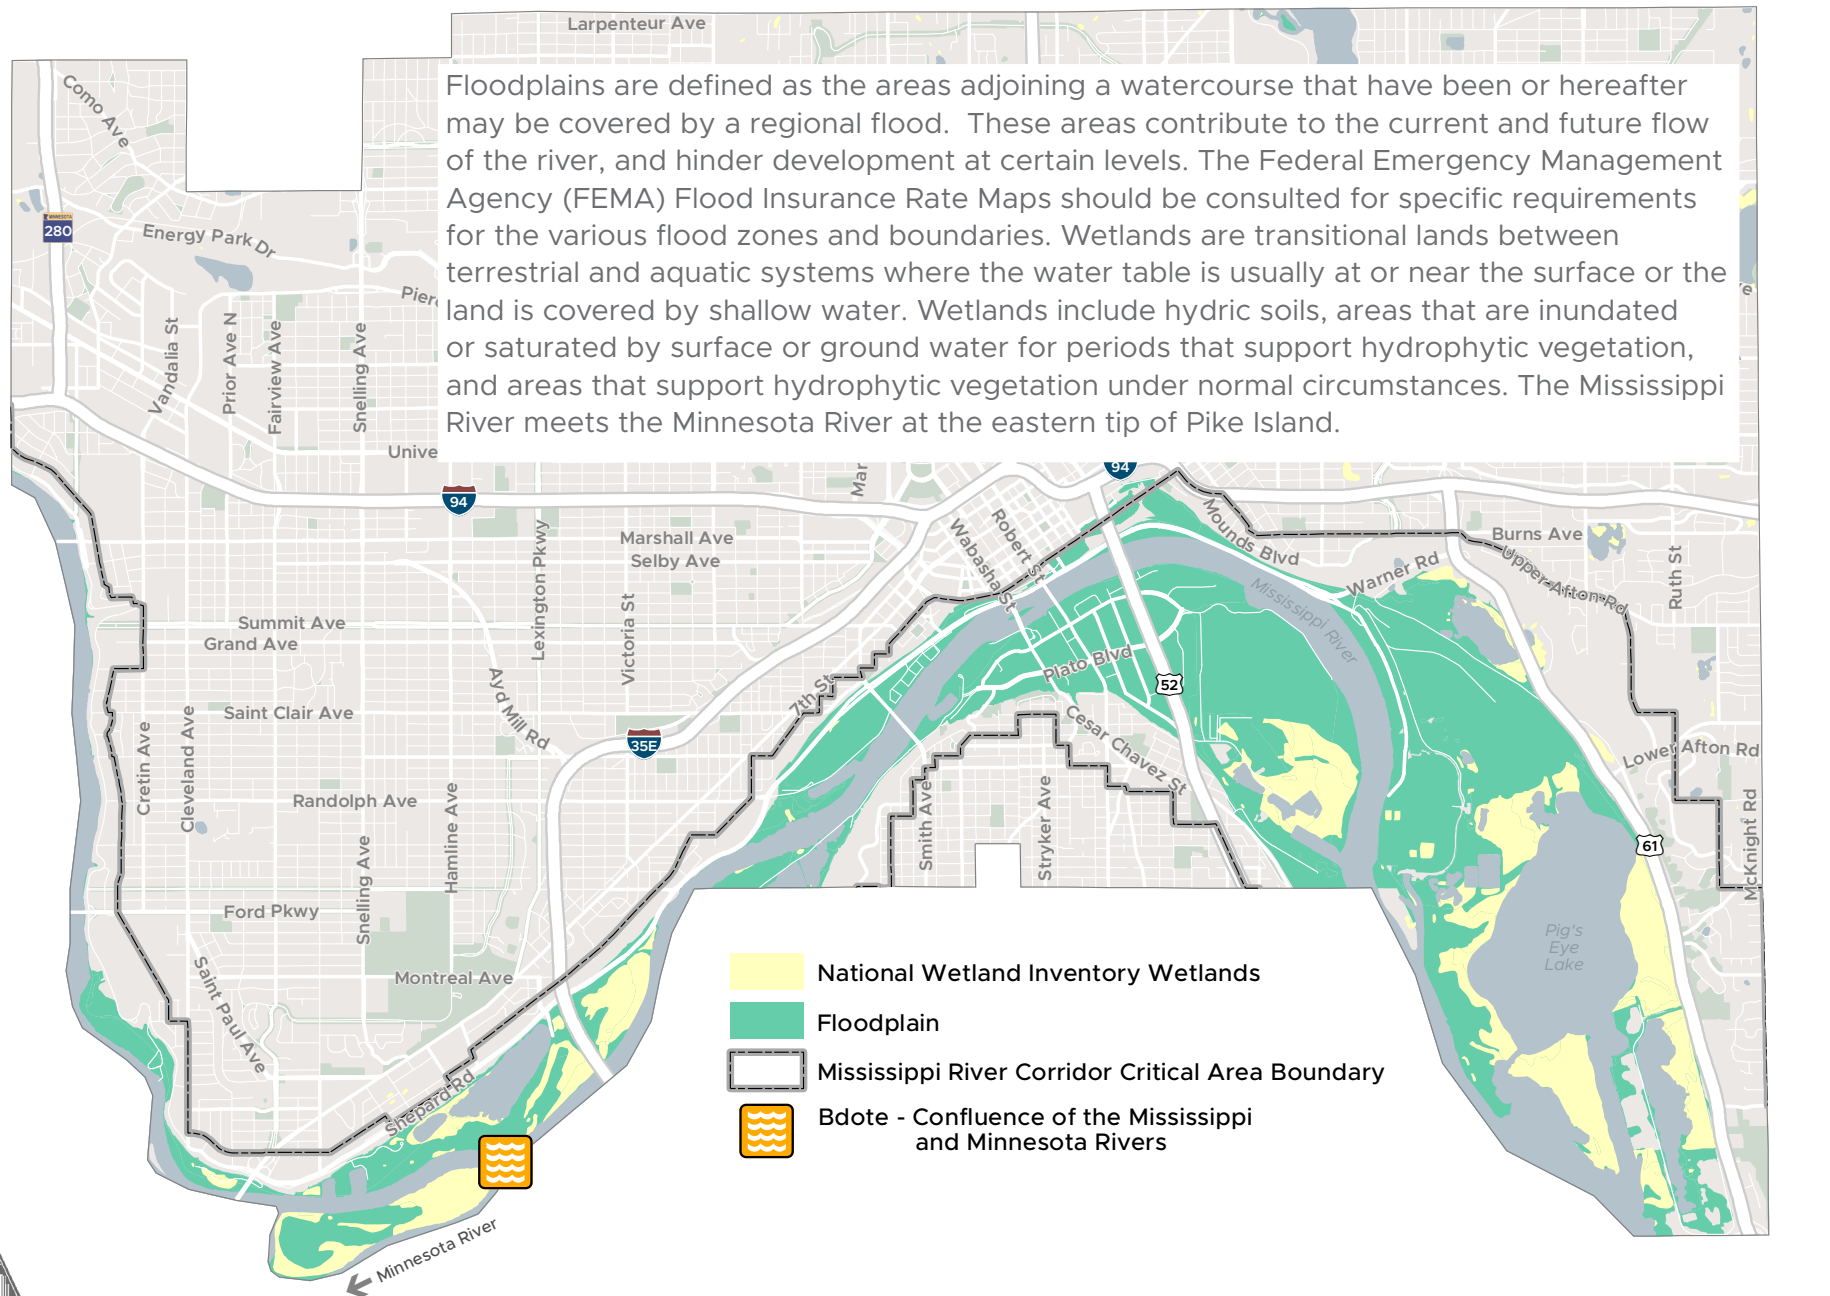 Larpenteur Ave
Floodplains are defined as the areas adjoining a watercourse that have been or hereafter
may be covered by a regional flood.  These areas contribute to the current and future flow
of the river, and hinder development at certain levels. The Federal Emergency Management
Agency (FEMA) Flood Insurance Rate Maps should be consulted for specific requirements
for the various flood zones and boundaries. Wetlands are transitional lands between
terrestrial and aquatic systems where the water table is usually at or near the surface or the
land is covered by shallow water. Wetlands include hydric soils, areas that are inundated
or saturated by surface or ground water for periods that support hydrophytic vegetation,
and areas that support hydrophytic vegetation under normal circumstances. The Mississippi
River meets the Minnesota River at the eastern tip of Pike Island.
Como Ave
MINNESOTA
280
Energy Park Dr
Vandalia St
Prior Ave N
Fairview Ave
Snelling Ave
94
94
Marshall Ave
Selby Ave
Lexington Pkwy
Victoria St
Wabasha St
Robert St
Mounds Blvd
Burns Ave
Upper Afton Rd
Ruth St
Warner Rd
Mississippi River
Summit Ave
Grand Ave
Plato Blvd
52
Ayd Mill Rd
7th St
Saint Clair Ave
35E
Cesar Chavez St
Lower Afton Rd
Cretin Ave
Cleveland Ave
Randolph Ave
Hamline Ave
Snelling Ave
Smith Ave
Stryker Ave
61
McKnight Rd
Ford Pkwy
Pig's
Eye
Lake
Saint Paul Ave
Montreal Ave
Shepard Rd
Minnesota River
National Wetland Inventory Wetlands
Floodplain
Mississippi River Corridor Critical Area Boundary
Bdote - Confluence of the Mississippi
and Minnesota Rivers